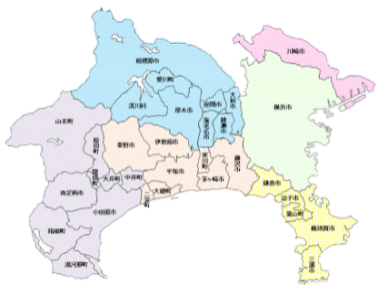 川崎市
相模原市
愛川町
大和市
清川村
厚木市
座間市
綾瀬市
海老名市
横浜市
山北町
松田町
秦野市
伊勢原市
寒川町
藤沢市
開成町
大井町
中井町
平塚市
茅ヶ崎市
鎌倉市
南足柄市
大磯町
二宮町
逗子市
葉山町
小田原市
横須賀市
箱根町
三浦市
湯河原町